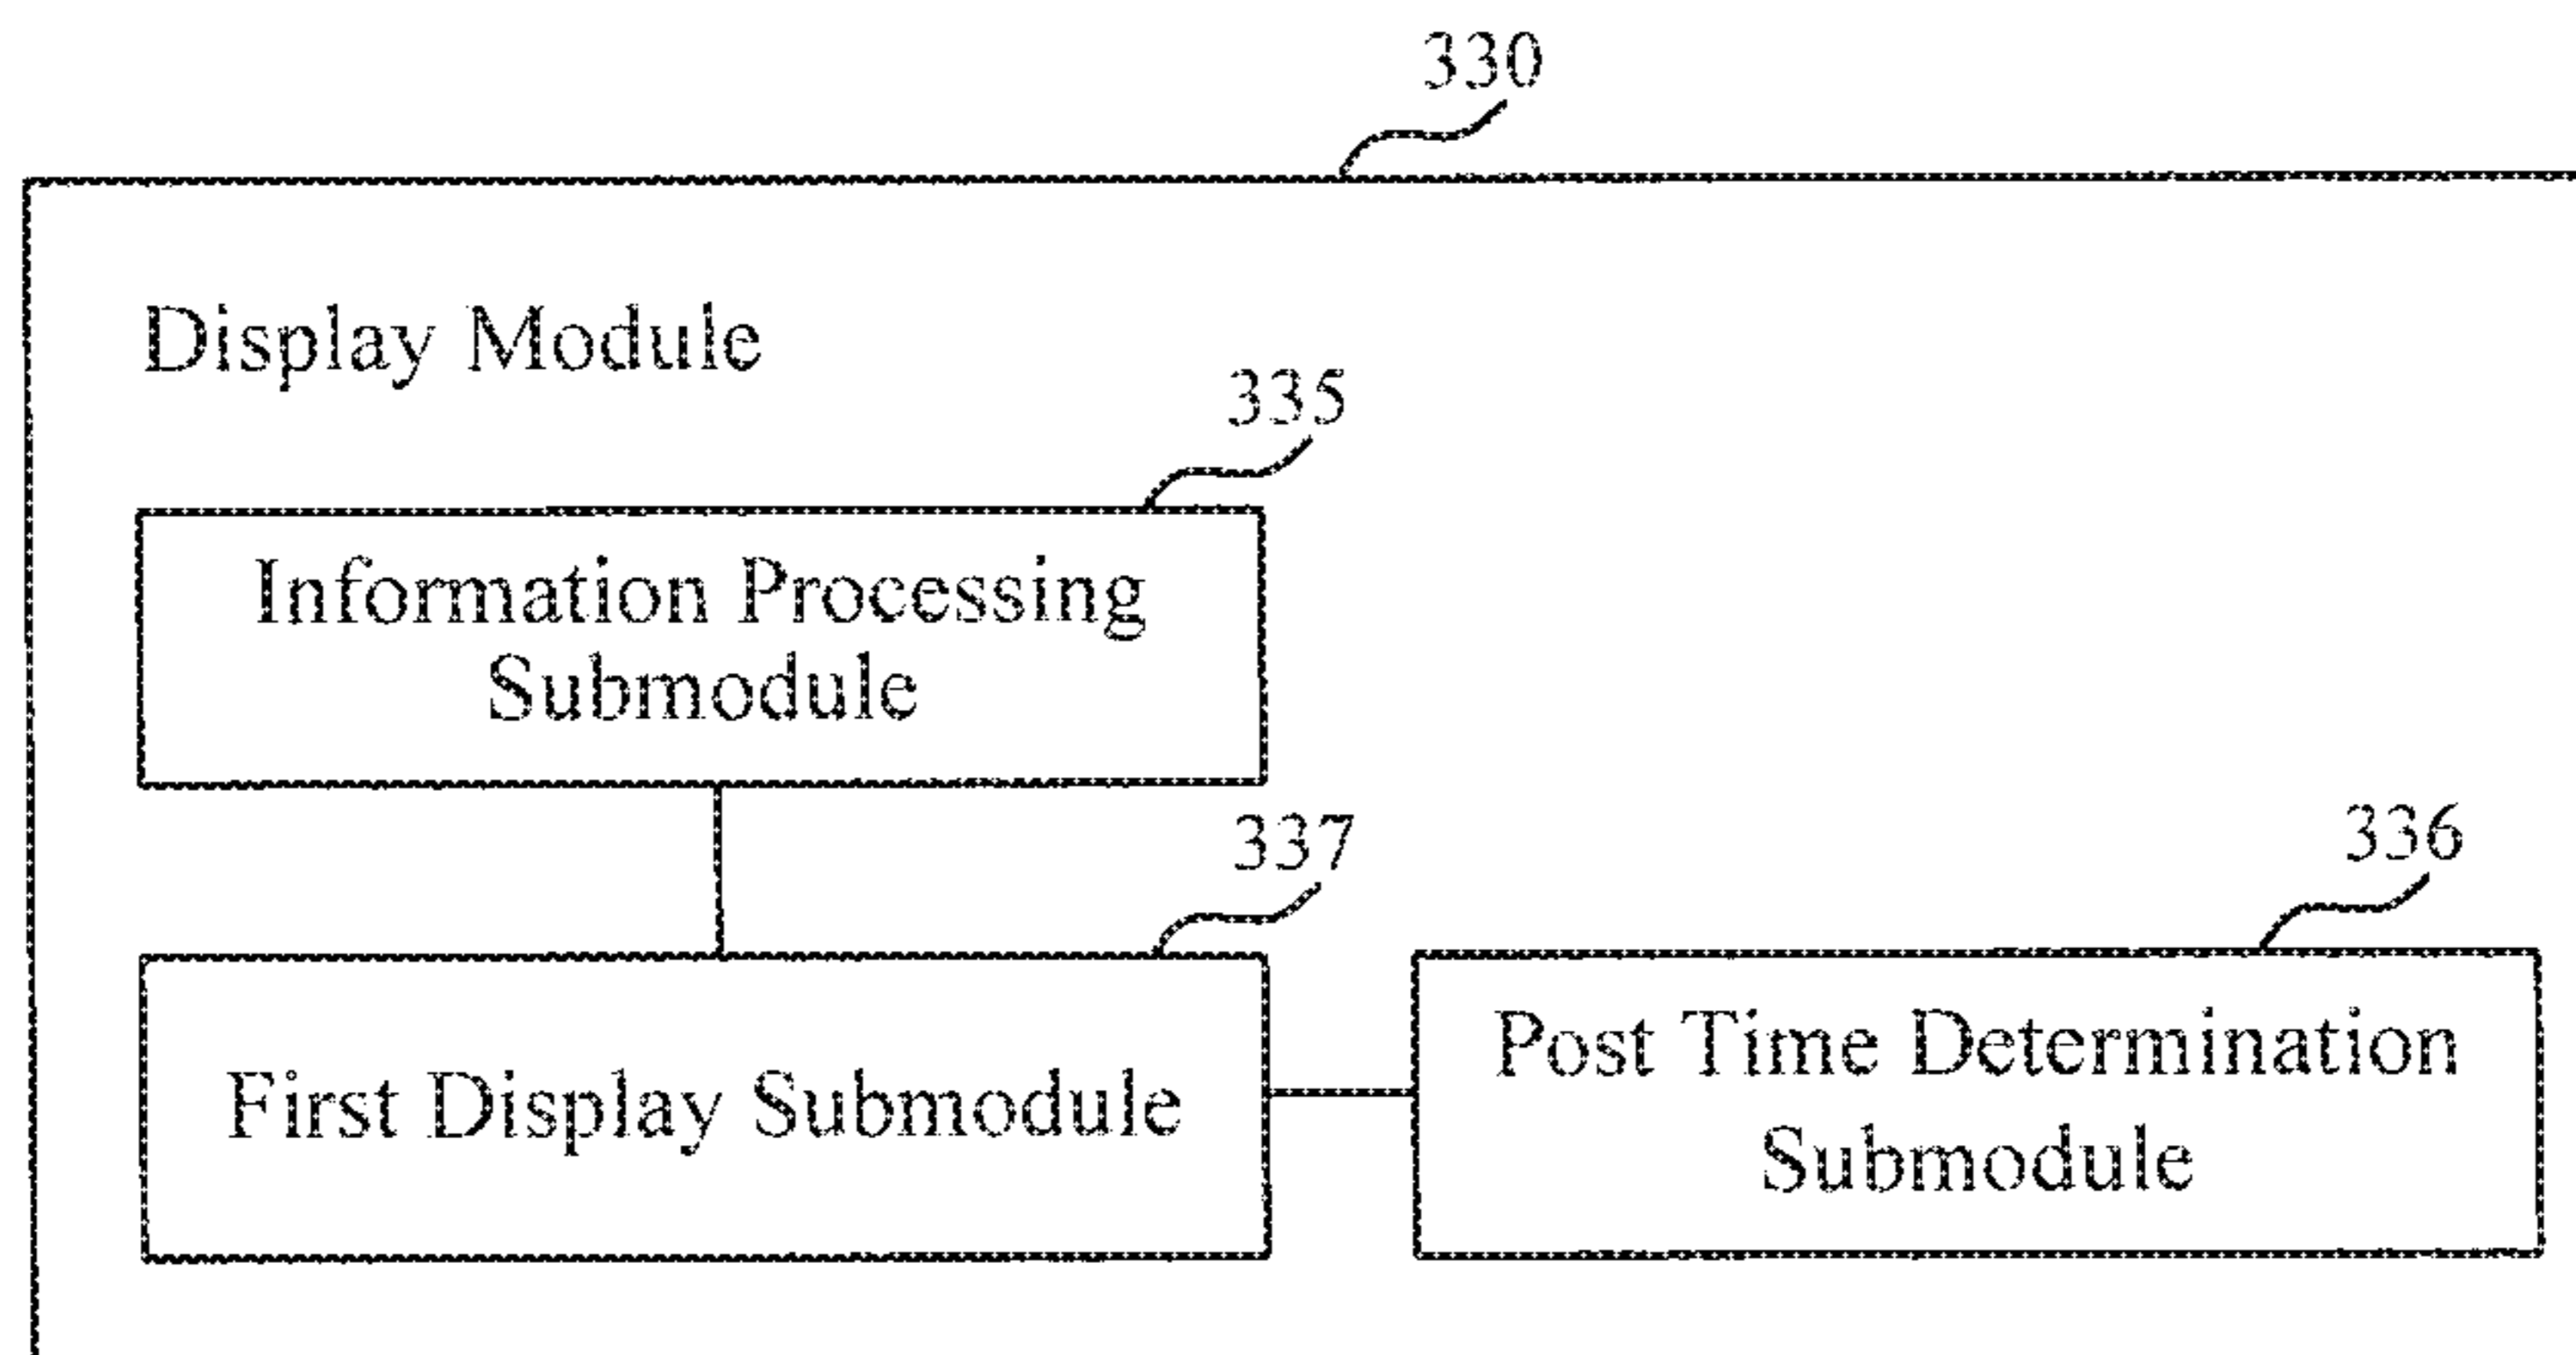 330
Display Module
335
Information Processing
Submodule
337
336
First Display Submodule
Post Time Determination
Submodule